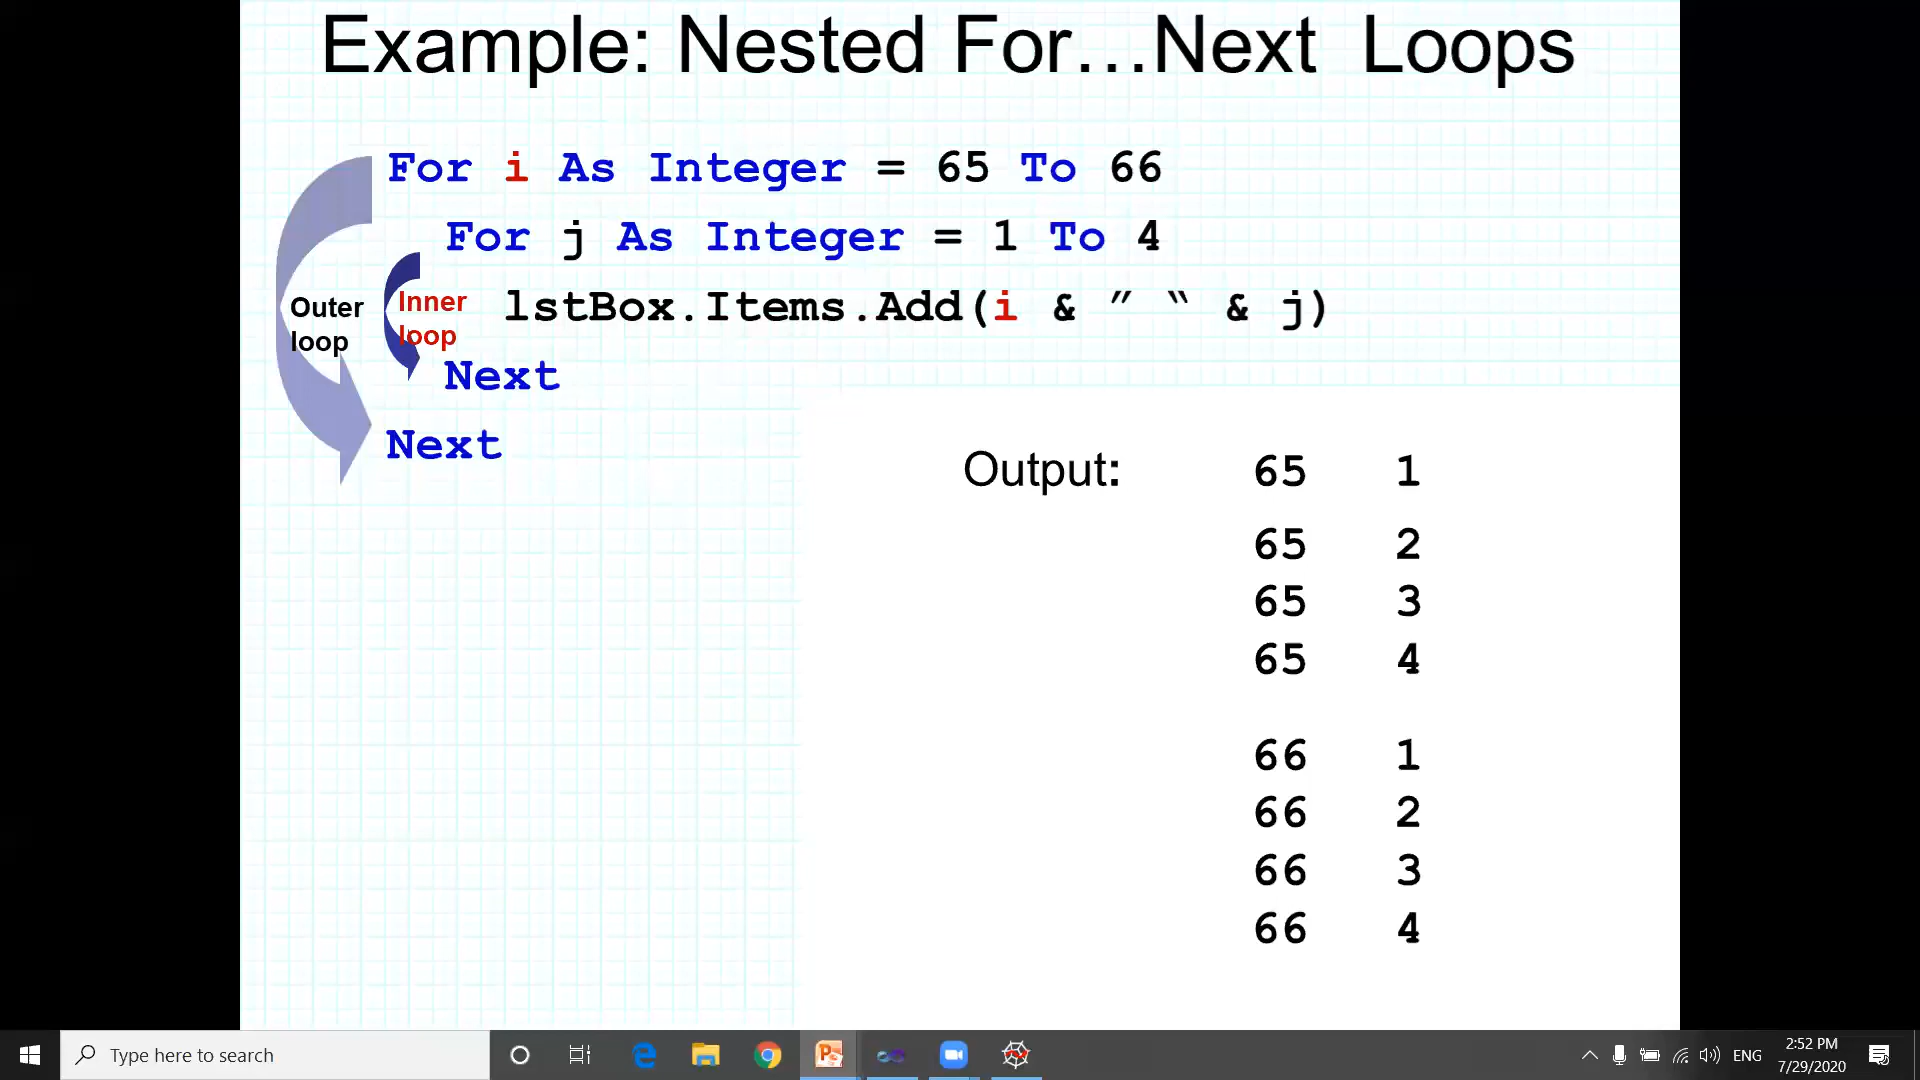 Example: Nested For…Next Loops
For i As Integer = 65 To 66
For j As Integer = 1 To 4
lstBox.Items.Add(i & ” “ & j)
Next
Next
Outer
loop
Inner
loop
Output: 65 1
65 2
65 3
65 4
66 1
66 2
66 3
66 4
Type here to search
ENG
2:52 PM
7/29/2020